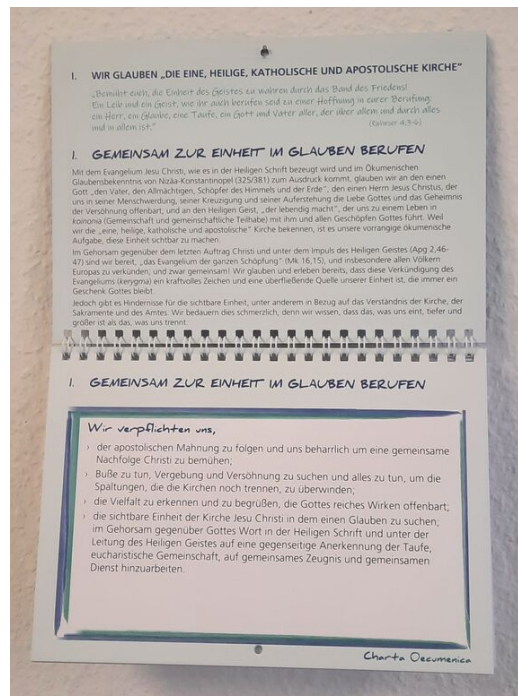 I. WIR GLAUBEN „DIE EINE, HEILIGE, KATHOLISCHE UND APOSTOLISCHE KIRCHE“
„Bemüht euch, die Einheit des Geistes zu wahren durch das Band des Friedens!
Ein Leib und ein Geist, wie ihr auch berufen seid zu einer Hoffnung in eurer Berufung:
ein Herr, ein Glaube, eine Taufe, ein Gott und Vater aller, der über allem und durch alles
und in allem ist.“
(Epheser 4,3-6)
1. GEMEINSAM ZUR EINHEIT IM GLAUBEN BERUFEN
Mit dem Evangelium Jesu Christi, wie es in der Heiligen Schrift bezeugt wird und im Ökumenischen
Glaubensbekenntnis von Nizäa-Konstantinopel (325/381) zum Ausdruck kommt, glauben wir an den einen
Gott „den Vater, den Allmächtigen, Schöpfer des Himmels und der Erde“, den einen Herrn Jesus Christus, der
uns in seiner Menschwerdung, seiner Kreuzigung und seiner Auferstehung die Liebe Gottes und das Geheimnis
der Versöhnung offenbart; und an den Heiligen Geist, „der lebendig macht“, der uns zu einem Leben in
koinonia (Gemeinschaft und gemeinschaftliche Teilhabe) mit ihm und allen Geschöpfen Gottes führt. Weil
wir die „eine, heilige, katholische und apostolische“ Kirche bekennen, ist es unsere vorrangige ökumenische
Aufgabe, diese Einheit sichtbar zu machen.
Im Gehorsam gegenüber dem letzten Auftrag Christi und unter dem Impuls des Heiligen Geistes (Apg 2,46-
47) sind wir bereit, „das Evangelium der ganzen Schöpfung“ (Mk 16,15), und insbesondere allen Völkern
Europas zu verkünden; und zwar gemeinsam! Wir glauben und erleben bereits, dass diese Verkündigung des
Evangeliums (kerygma) ein kraftvolles Zeichen und eine überfließende Quelle unserer Einheit ist, die immer ein
Geschenk Gottes bleibt.
Jedoch gibt es Hindernisse für die sichtbare Einheit, unter anderem in Bezug auf das Verständnis der Kirche, der
Sakramente und des Amtes. Wir bedauern dies schmerzlich, denn wir wissen, dass das, was uns eint, tiefer und
größer ist als das, was uns trennt.
1. GEMEINSAM ZUR EINHEIT IM GLAUBEN BERUFEN
Wir verpflichten uns,
› der apostolischen Mahnung zu folgen und uns beharrlich um eine gemeinsame
Nachfolge Christi zu bemühen;
› Buße zu tun, Vergebung und Versöhnung zu suchen und alles zu tun, um die
Spaltungen, die die Kirchen noch trennen, zu überwinden;
› die Vielfalt zu erkennen und zu begrüßen, die Gottes reiches Wirken offenbart;
› die sichtbare Einheit der Kirche Jesu Christi in dem einen Glauben zu suchen;
im Gehorsam gegenüber Gottes Wort in der Heiligen Schrift und unter der
Leitung des Heiligen Geistes auf eine gegenseitige Anerkennung der Taufe,
eucharistische Gemeinschaft, auf gemeinsames Zeugnis und gemeinsamen
Dienst hinzuarbeiten.
Charta Oecumenica